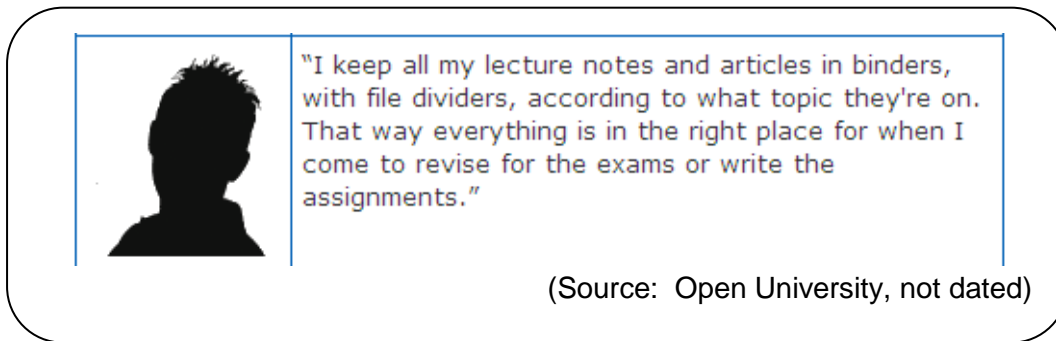 “I keep all my lecture notes and articles in binders,
with file dividers, according to what topic they're on.
That way everything is in the right place for when I
come to revise for the exams or write the
assignments.”
(Source:  Open University, not dated)